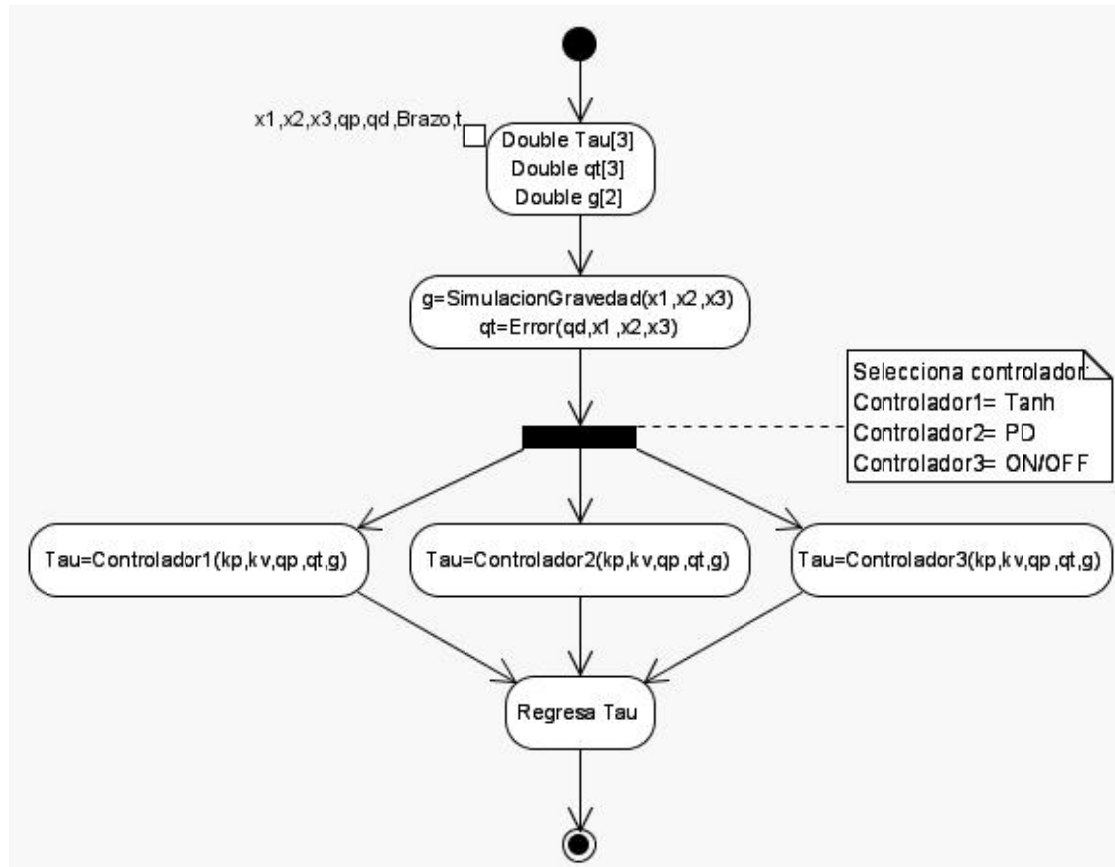 x1,x2,x3,qp,qd,Brazo,t
Double Tau[3]
Double qt[3]
Double g[2]
g=SimulacionGravedad(x1,x2,x3)
qt=Error(qd,x1,x2,x3)
Selecciona controlador:
Controlador1= Tanh
Controlador2= PD
Controlador3= ON/OFF
Tau=Controlador1(kp,kv,qp,qt,g)
Tau=Controlador2(kp,kv,qp,qt,g)
Tau=Controlador3(kp,kv,qp,qt,g)
Regresa Tau